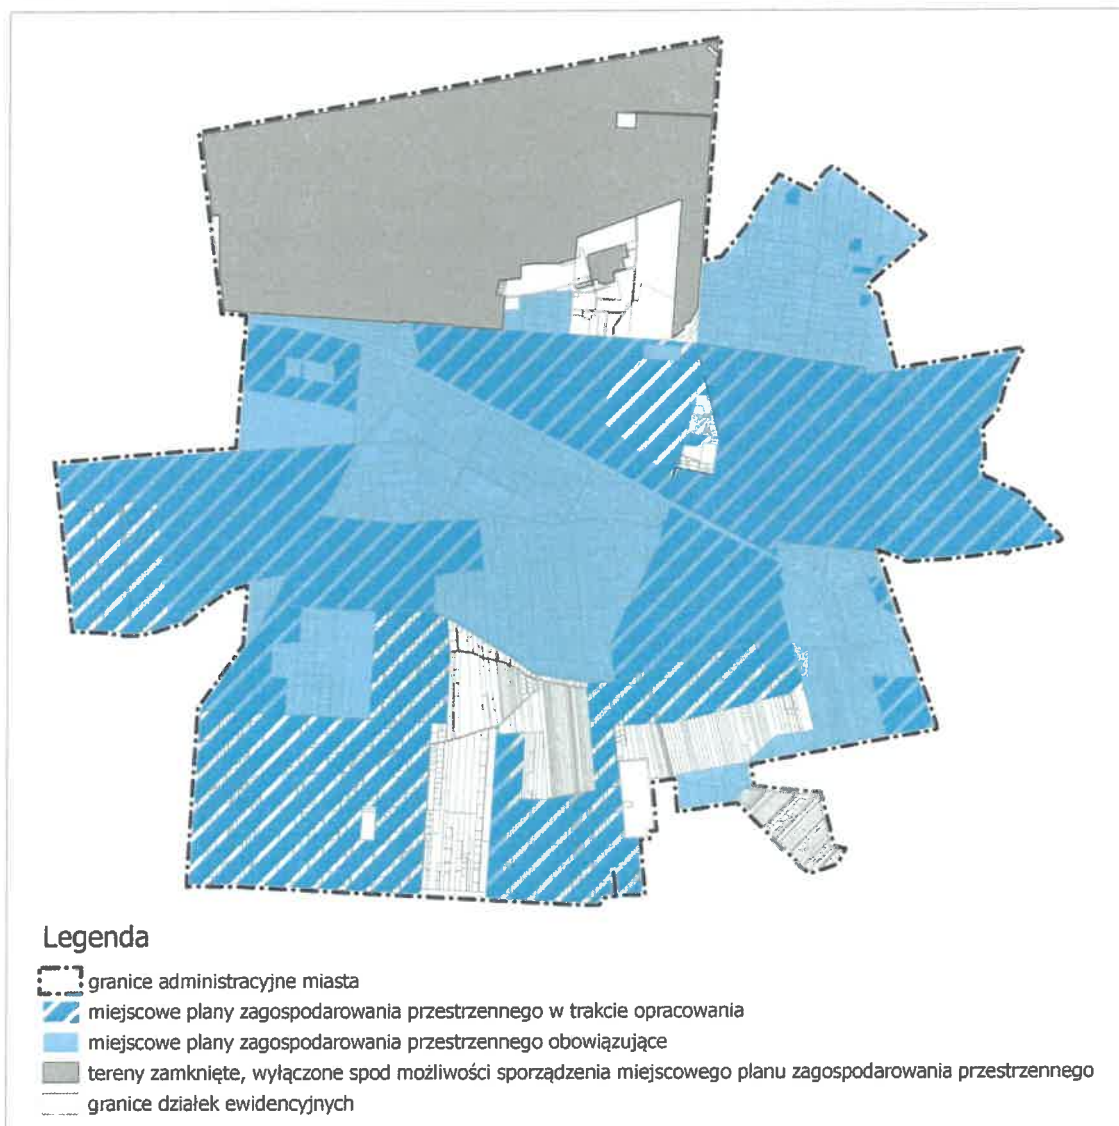 Legenda
granice administracyjne miasta
miejscowe plany zagospodarowania przestrzennego w trakcie opracowania
miejscowe plany zagospodarowania przestrzennego obowiązujące
tereny zamknięte, wyłączone spod możliwości sporządzenia miejscowego planu zagospodarowania przestrzennego
granice działek ewidencyjnych